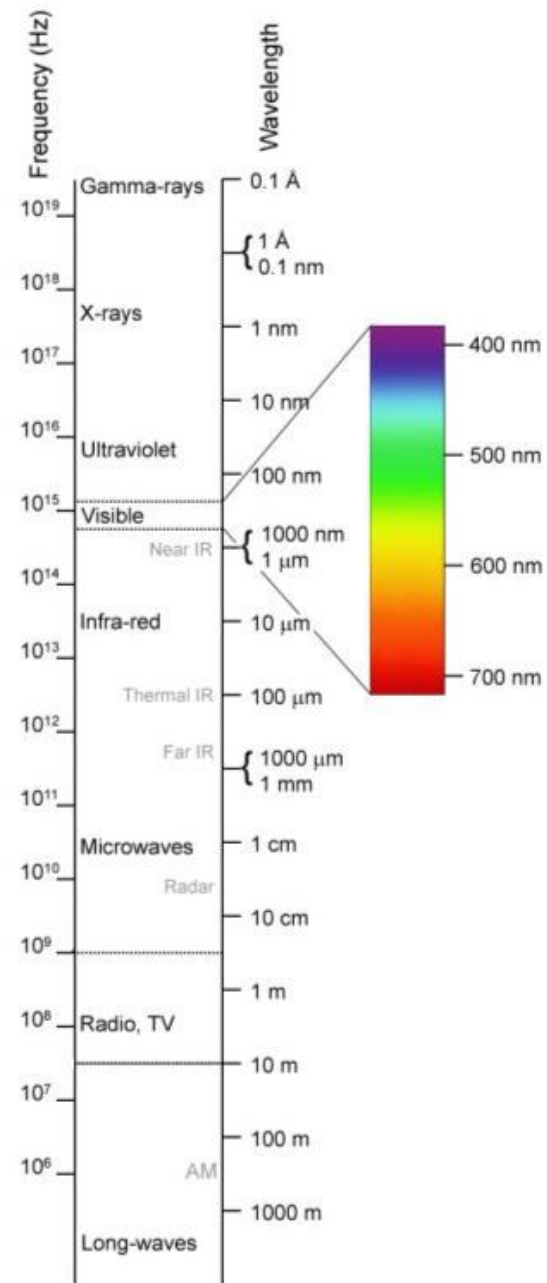 Frequency (Hz)
Wavelength
Gamma-rays
0.1 Å
10¹⁹
1 Å
0.1 nm
10¹⁸
X-rays
1 nm
400 nm
10¹⁷
10 nm
10¹⁶
Ultraviolet
500 nm
100 nm
10¹⁵
Visible
1000 nm
Near IR
1 μm
600 nm
10¹⁴
Infra-red
10 μm
10¹³
700 nm
Thermal IR
100 μm
10¹²
Far IR
1000 μm
1 mm
10¹¹
Microwaves
1 cm
10¹⁰
Radar
10 cm
10⁹
1 m
10⁸
Radio, TV
10 m
10⁷
100 m
10⁶
AM
1000 m
Long-waves